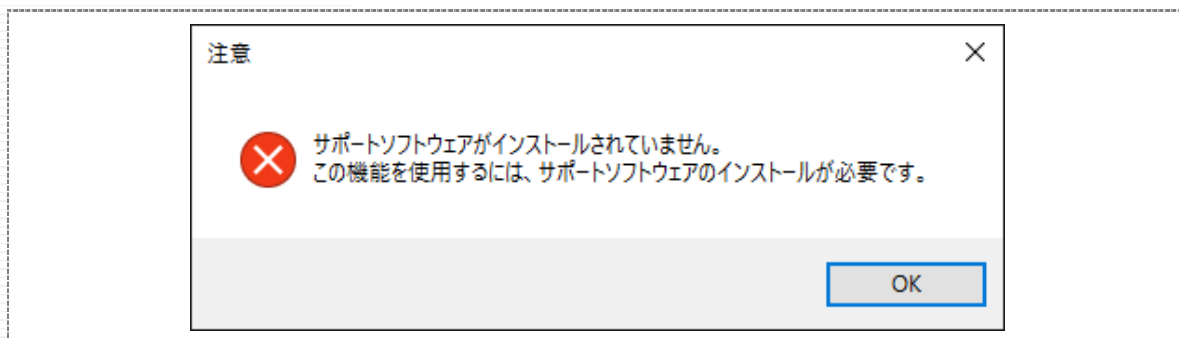 注意
サポートソフトウェアがインストールされていません。
この機能を使用するには、サポートソフトウェアのインストールが必要です。
OK